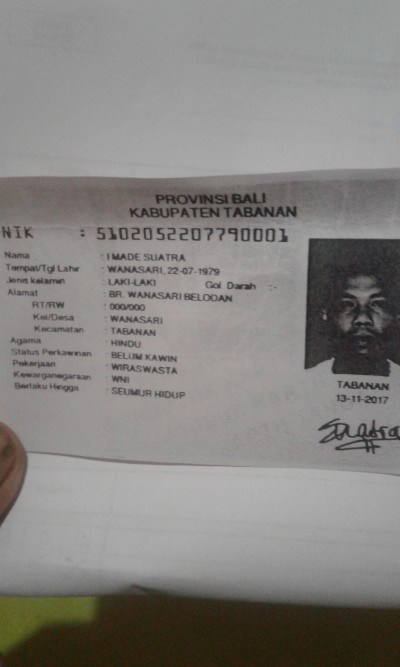 PROVINSI BALI
KABUPATEN TABANAN
NIK : 5102052207790001
Nama : I MADE SUATRA
Tempat/Tgl Lahir : WANASARI, 22-07-1979
Jenis kelamin : LAKI-LAKI Gol Darah :-
Alamat : BR. WANASARI BELODAN
RT/RW : 000/000
Kel/Desa : WANASARI
Kecamatan : TABANAN
Agama : HINDU
Status Perkawinan : BELUM KAWIN
Pekerjaan : WIRASWASTA
Kewarganegaraan : WNI
Berlaku Hingga : SEUMUR HIDUP
TABANAN
13-11-2017